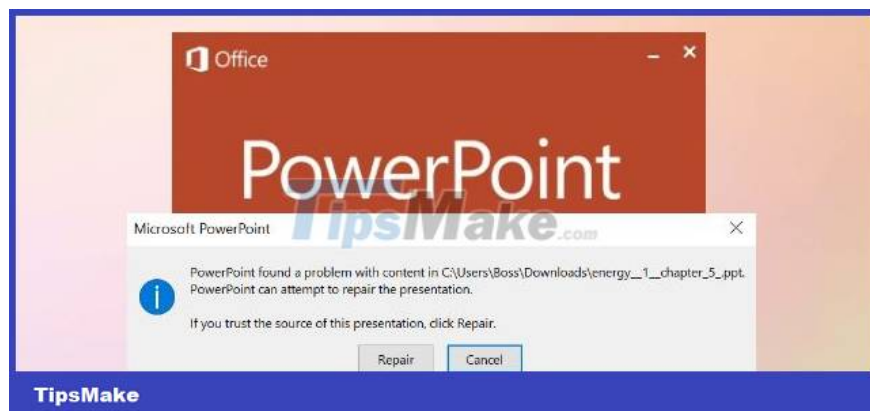 Office
PowerPoint
TipsMake.com
Microsoft PowerPoint
PowerPoint found a problem with content in C:\Users\Boss\Downloads\energy__1__chapter_5_.ppt.
PowerPoint can attempt to repair the presentation.
If you trust the source of this presentation, click Repair.
Repair Cancel
TipsMake